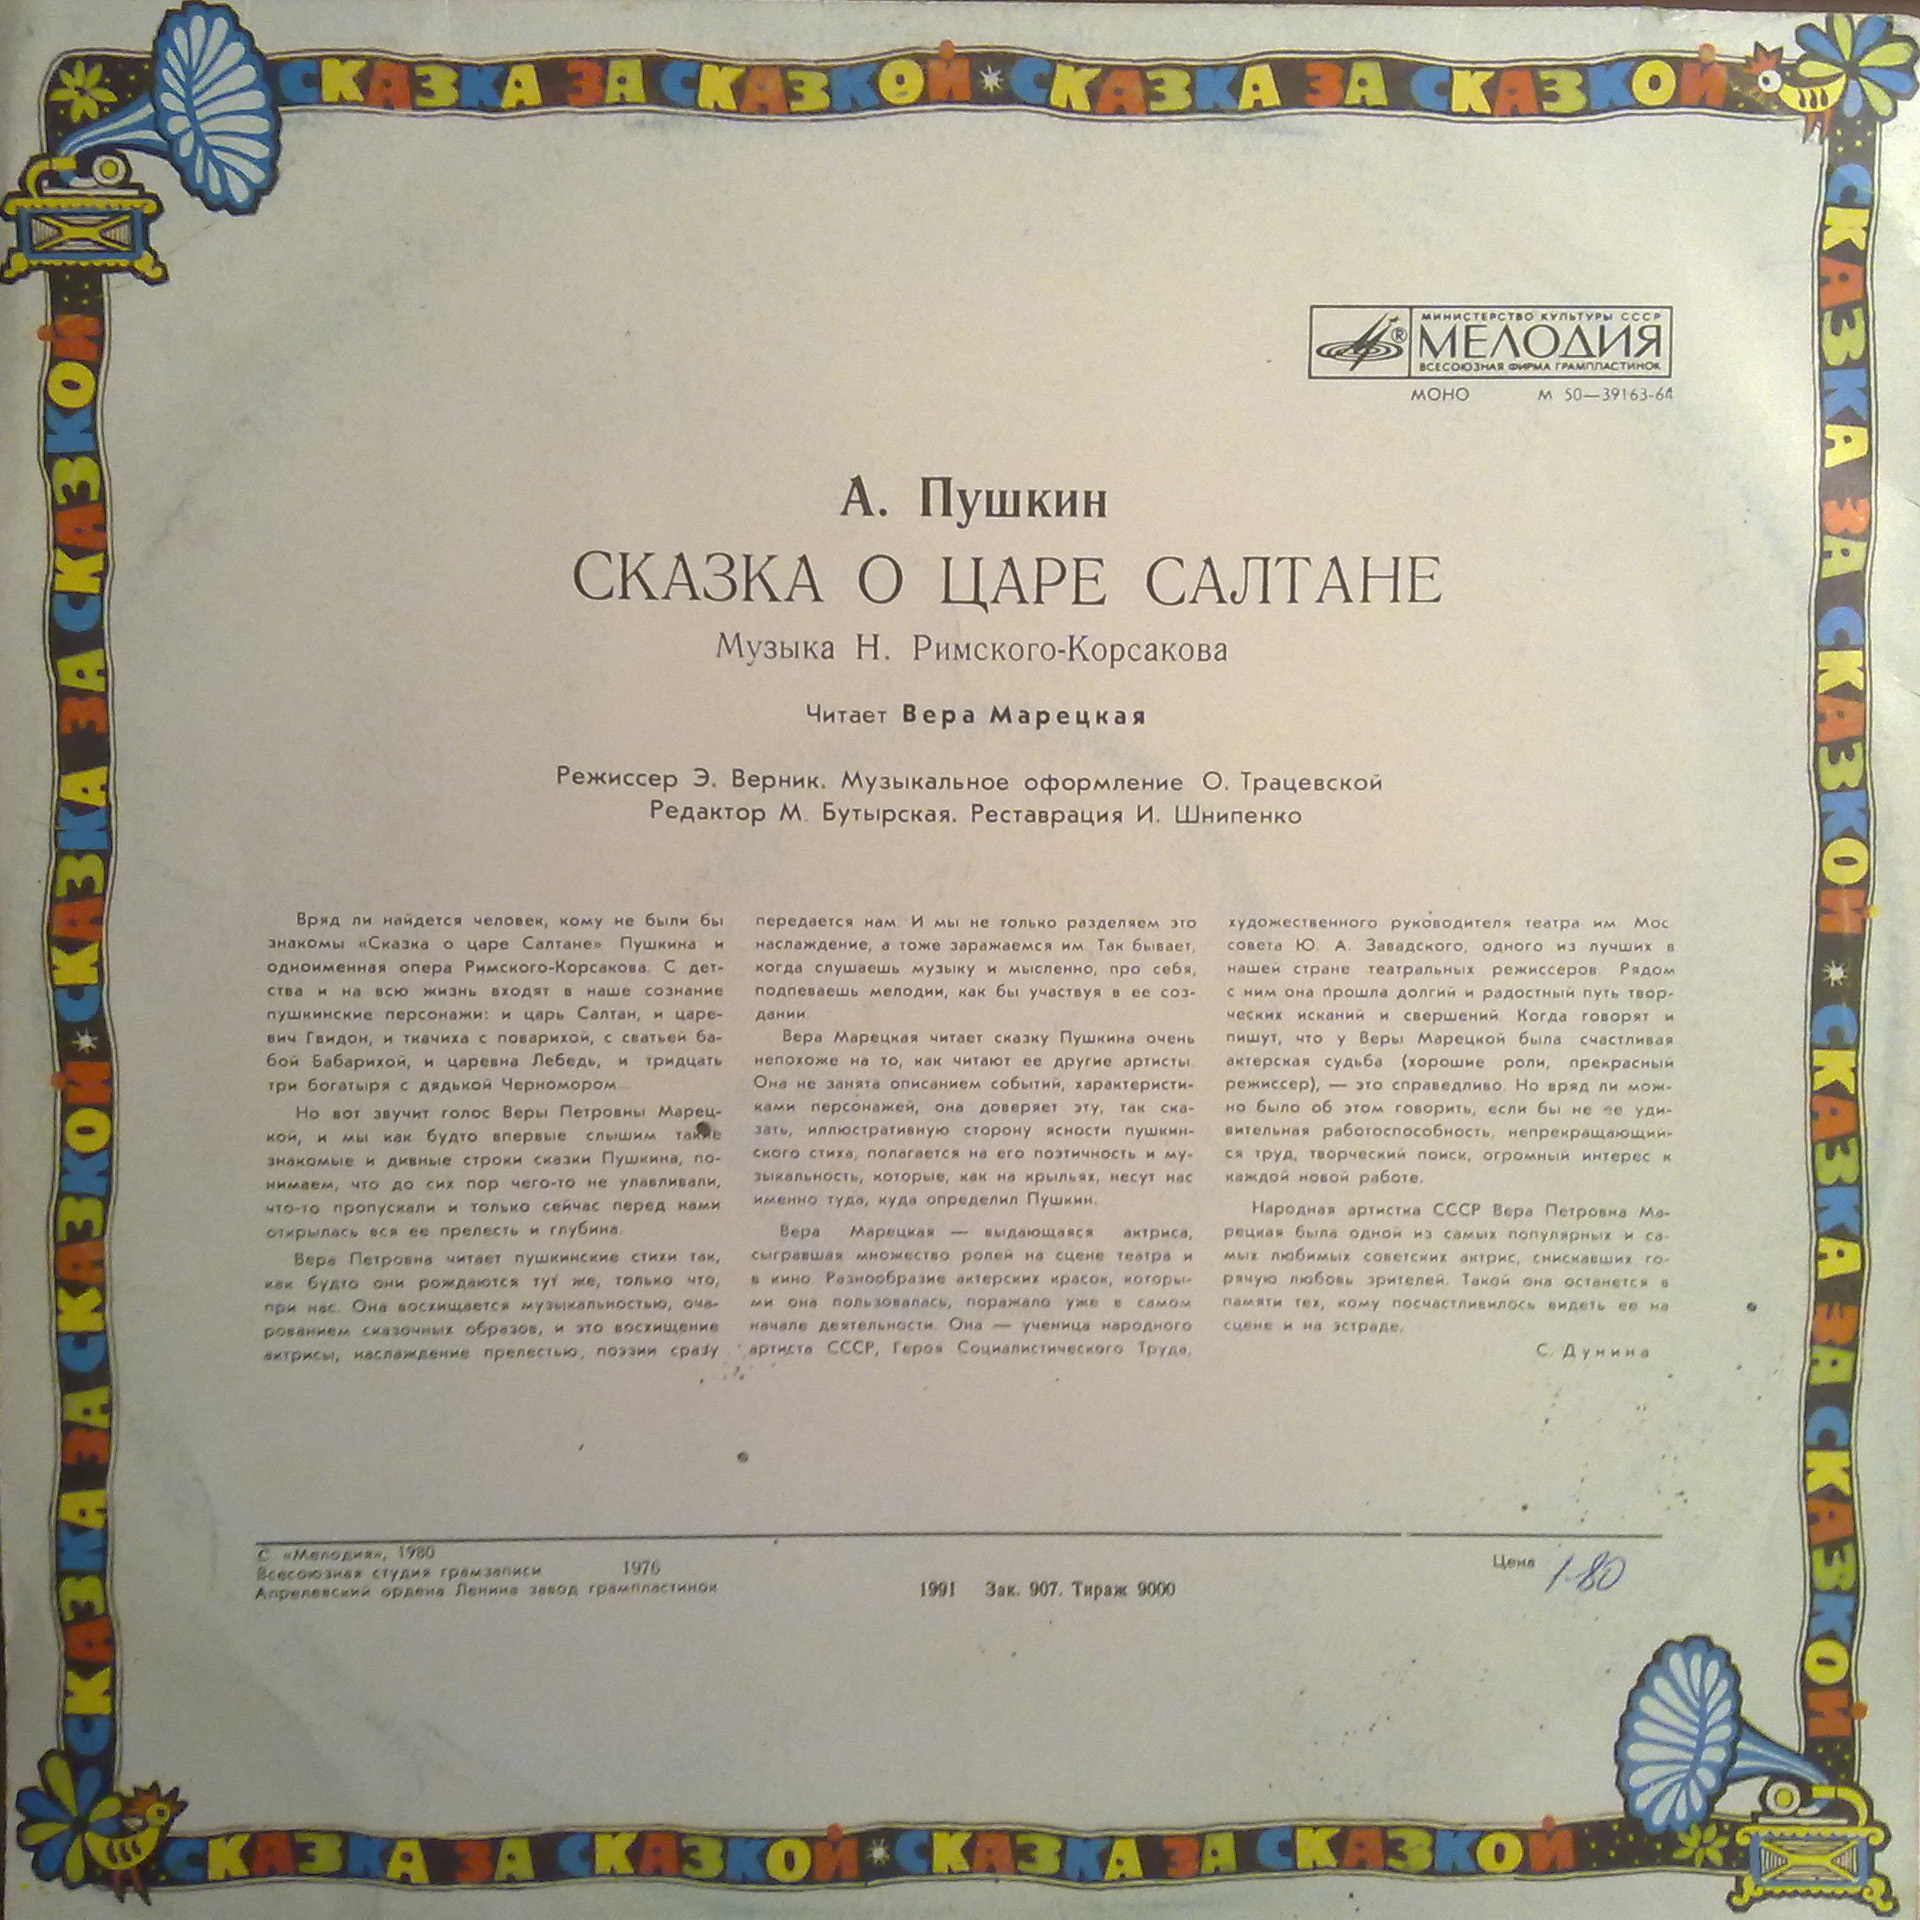 СКАЗКА ЗА СКАЗКОЙ * СКАЗКА ЗА СКАЗКОЙ
СКАЗКА ЗА СКАЗКОЙ * СКАЗКА ЗА СКАЗКОЙ
СКАЗКА ЗА СКАЗКОЙ * СКАЗКА ЗА СКАЗКОЙ
МИНИСТЕРСТВО КУЛЬТУРЫ СССР
МЕЛОДИЯ ®
ВСЕСОЮЗНАЯ ФИРМА ГРАМПЛАСТИНОК
МОНО М 50—39163-64
А. Пушкин
СКАЗКА О ЦАРЕ САЛТАНЕ
Музыка Н. Римского-Корсакова
Читает Вера Марецкая
Режиссер Э. Верник. Музыкальное оформление О. Трацевской
Редактор М. Бутырская. Реставрация И. Шнипенко
Вряд ли найдется человек, кому не были бы
знакомы «Сказка о царе Салтане» Пушкина и
одноименная опера Римского-Корсакова. С дет-
ства и на всю жизнь входят в наше сознание
пушкинские персонажи: и царь Салтан, и царе-
вич Гвидон, и ткачиха с поварихой, с сватьей ба-
бой Бабарихой, и царевна Лебедь, и тридцать
три богатыря с дядькой Черномором.
Но вот звучит голос Веры Петровны Марец-
кой, и мы как будто впервые слышим такие
знакомые и дивные строки сказки Пушкина, по-
нимаем, что до сих пор чего-то не улавливали,
что-то пропускали и только сейчас перед нами
открылась вся ее прелесть и глубина.
Вера Петровна читает пушкинские стихи так,
как будто они рождаются тут же, только что,
при нас. Она восхищается музыкальностью, оча-
рованием сказочных образов, и это восхищение
актрисы, наслаждение прелестью, поэзии сразу
передается нам. И мы не только разделяем это
наслаждение, а тоже заражаемся им. Так бывает,
когда слушаешь музыку и мысленно, про себя,
подпеваешь мелодии, как бы участвуя в ее соз-
дании.
Вера Марецкая читает сказку Пушкина очень
непохоже на то, как читают ее другие артисты.
Она не занята описанием событий, характеристи-
ками персонажей, она доверяет эту, так ска-
зать, иллюстративную сторону ясности пушкин-
ского стиха, полагается на его поэтичность и му-
зыкальность, которые, как на крыльях, несут нас
именно туда, куда определил Пушкин.
Вера Марецкая — выдающаяся актриса,
сыгравшая множество ролей на сцене театра и
в кино. Разнообразие актерских красок, которы-
ми она пользовалась, поражало уже в самом
начале деятельности. Она — ученица народного
артиста СССР, Героя Социалистического Труда,
художественного руководителя театра им. Мос
совета Ю. А. Завадского, одного из лучших в
нашей стране театральных режиссеров. Рядом
с ним она прошла долгий и радостный путь твор-
ческих исканий и свершений. Когда говорят и
пишут, что у Веры Марецкой была счастливая
актерская судьба (хорошие роли, прекрасный
режиссер), — это справедливо. Но вряд ли мож-
но было об этом говорить, если бы не ее уди-
вительная работоспособность, непрекращающий-
ся труд, творческий поиск, огромный интерес к
каждой новой работе.
Народная артистка СССР Вера Петровна Ма-
рецкая была одной из самых популярных и са-
мых любимых советских актрис, снискавших го-
рячую любовь зрителей. Такой она останется в
памяти тех, кому посчастливилось видеть ее на
сцене и на эстраде.
С. Дунина
С «Мелодия», 1980
Всесоюзная студия грамзаписи 1976
Апрелевский ордена Ленина завод грампластинок
1991 Зак. 907. Тираж 9000
Цена 1-80
СКАЗКА ЗА СКАЗКОЙ * СКАЗКА ЗА СКАЗКОЙ